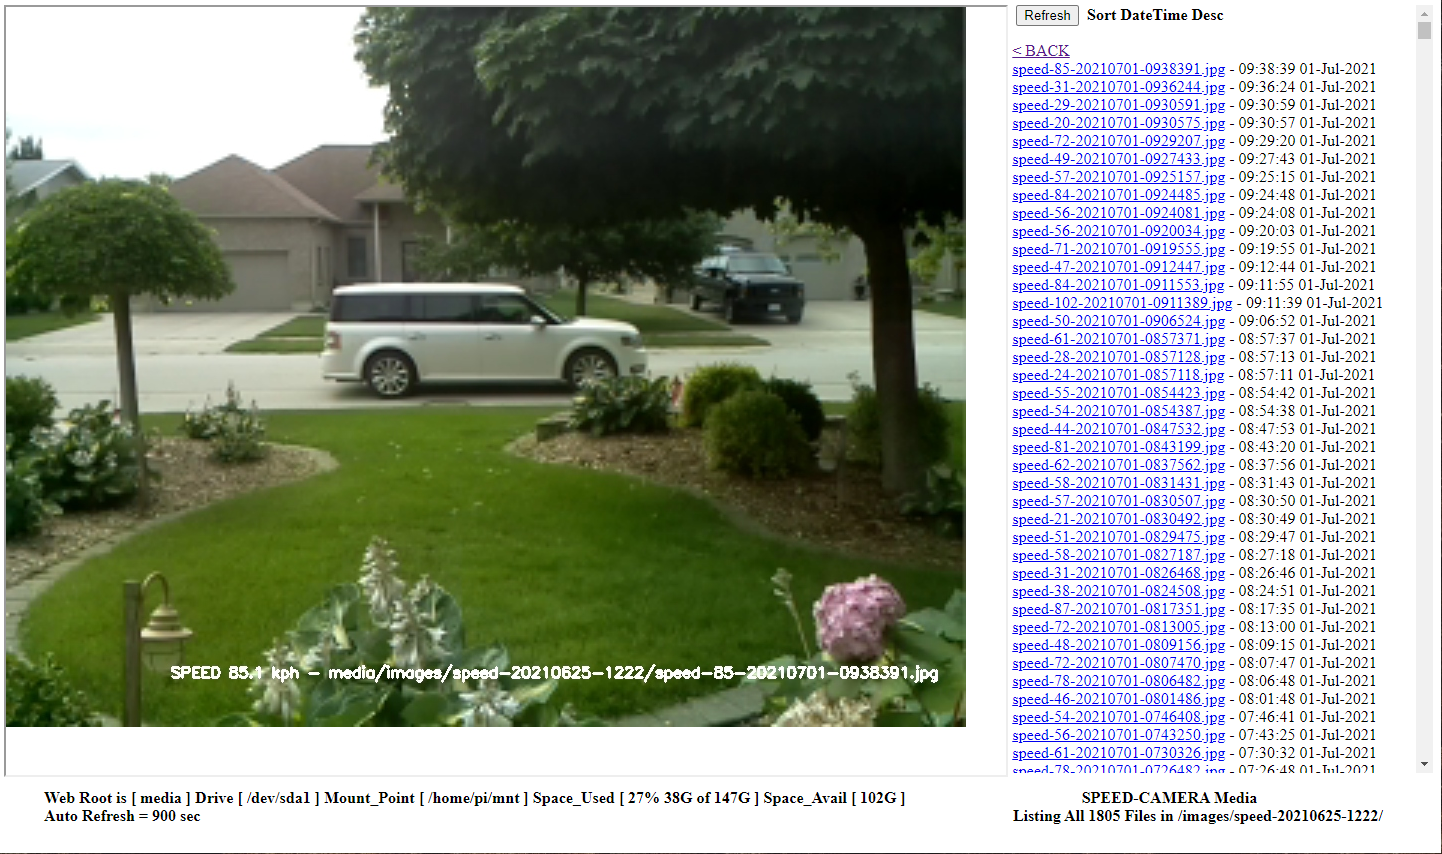 Refresh Sort DateTime Desc
< BACK
speed-85-20210701-0938391.jpg - 09:38:39 01-Jul-2021
speed-31-20210701-0936244.jpg - 09:36:24 01-Jul-2021
speed-29-20210701-0930591.jpg - 09:30:59 01-Jul-2021
speed-20-20210701-0930575.jpg - 09:30:57 01-Jul-2021
speed-72-20210701-0929207.jpg - 09:29:20 01-Jul-2021
speed-49-20210701-0927433.jpg - 09:27:43 01-Jul-2021
speed-57-20210701-0925157.jpg - 09:25:15 01-Jul-2021
speed-84-20210701-0924485.jpg - 09:24:48 01-Jul-2021
speed-56-20210701-0924081.jpg - 09:24:08 01-Jul-2021
speed-56-20210701-0920034.jpg - 09:20:03 01-Jul-2021
speed-71-20210701-0919555.jpg - 09:19:55 01-Jul-2021
speed-47-20210701-0912447.jpg - 09:12:44 01-Jul-2021
speed-84-20210701-0911553.jpg - 09:11:55 01-Jul-2021
speed-102-20210701-0911389.jpg - 09:11:39 01-Jul-2021
speed-50-20210701-0906524.jpg - 09:06:52 01-Jul-2021
speed-61-20210701-0857371.jpg - 08:57:37 01-Jul-2021
speed-28-20210701-0857128.jpg - 08:57:13 01-Jul-2021
speed-24-20210701-0857118.jpg - 08:57:11 01-Jul-2021
speed-55-20210701-0854423.jpg - 08:54:42 01-Jul-2021
speed-54-20210701-0854387.jpg - 08:54:38 01-Jul-2021
speed-44-20210701-0847532.jpg - 08:47:53 01-Jul-2021
speed-81-20210701-0843199.jpg - 08:43:20 01-Jul-2021
speed-62-20210701-0837562.jpg - 08:37:56 01-Jul-2021
speed-58-20210701-0831431.jpg - 08:31:43 01-Jul-2021
speed-57-20210701-0830507.jpg - 08:30:50 01-Jul-2021
speed-21-20210701-0830492.jpg - 08:30:49 01-Jul-2021
speed-51-20210701-0829475.jpg - 08:29:47 01-Jul-2021
speed-58-20210701-0827187.jpg - 08:27:18 01-Jul-2021
speed-31-20210701-0826468.jpg - 08:26:46 01-Jul-2021
speed-38-20210701-0824508.jpg - 08:24:51 01-Jul-2021
speed-87-20210701-0817351.jpg - 08:17:35 01-Jul-2021
speed-72-20210701-0813005.jpg - 08:13:00 01-Jul-2021
speed-48-20210701-0809156.jpg - 08:09:15 01-Jul-2021
speed-72-20210701-0807470.jpg - 08:07:47 01-Jul-2021
speed-78-20210701-0806482.jpg - 08:06:48 01-Jul-2021
speed-46-20210701-0801486.jpg - 08:01:48 01-Jul-2021
speed-54-20210701-0746408.jpg - 07:46:41 01-Jul-2021
speed-56-20210701-0743250.jpg - 07:43:25 01-Jul-2021
speed-61-20210701-0730326.jpg - 07:30:32 01-Jul-2021
speed-78-20210701-0726482.jpg - 07:26:48 01-Jul-2021
SPEED 85.1 kph - media/images/speed-20210625-1222/speed-85-20210701-0938391.jpg
Web Root is [ media ] Drive [ /dev/sda1 ] Mount_Point [ /home/pi/mnt ] Space_Used [ 27% 38G of 147G ] Space_Avail [ 102G ]
Auto Refresh = 900 sec
SPEED-CAMERA Media
Listing All 1805 Files in /images/speed-20210625-1222/